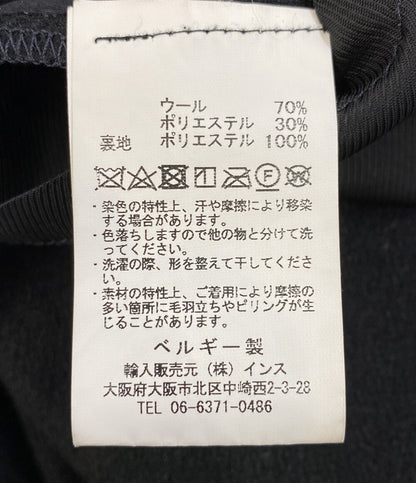 ウール 70%
ポリエステル 30%
裏地 ポリエステル 100%
F W
・染色の特性上、汗や摩擦により移染
する場合があります。
・色落ちしますので他の物と分けて洗
ってください。
・洗濯の際、形を整えて干してくださ
い。
・素材の特性上、ご着用により摩擦の
多い箇所に毛羽立ちやピリングが生
じることがあります。
ベルギー製
輸入販売元（株）インス
大阪府大阪市北区中崎西2-3-28
TEL 06-6371-0486